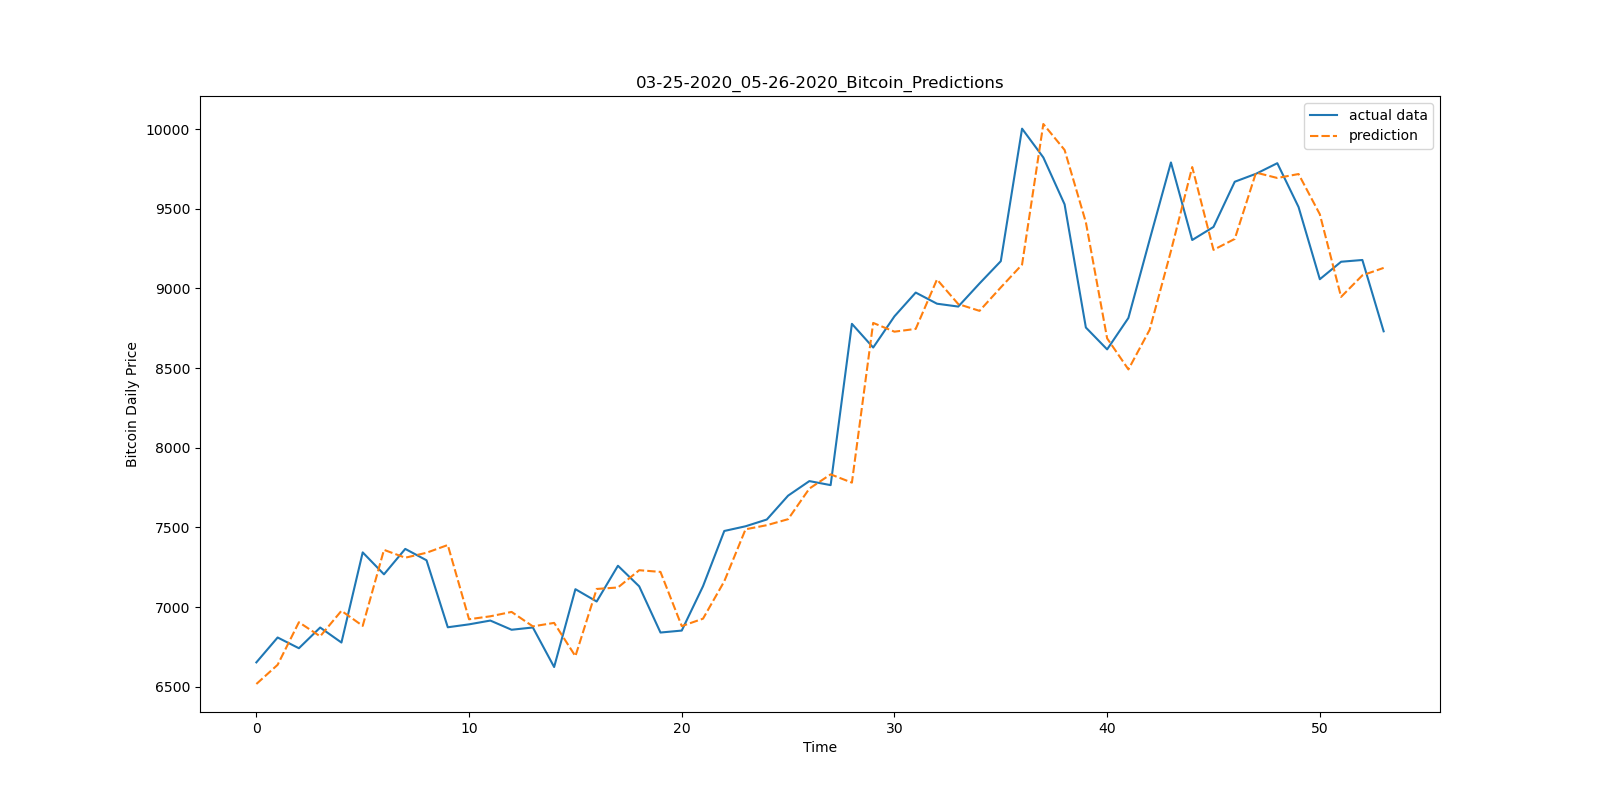 03-25-2020_05-26-2020_Bitcoin_Predictions
actual data
prediction
10000
9500
9000
8500
8000
7500
7000
6500
Bitcoin Daily Price
0 10 20 30 40 50
Time